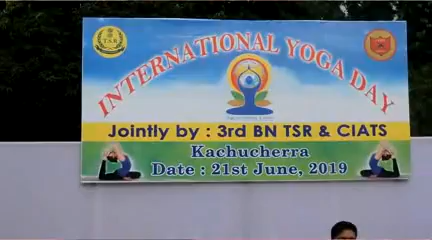 T.S.R
INTERNATIONAL YOGA DAY
Jointly by : 3rd BN TSR & CIATS
Kachucherra
Date : 21st June, 2019